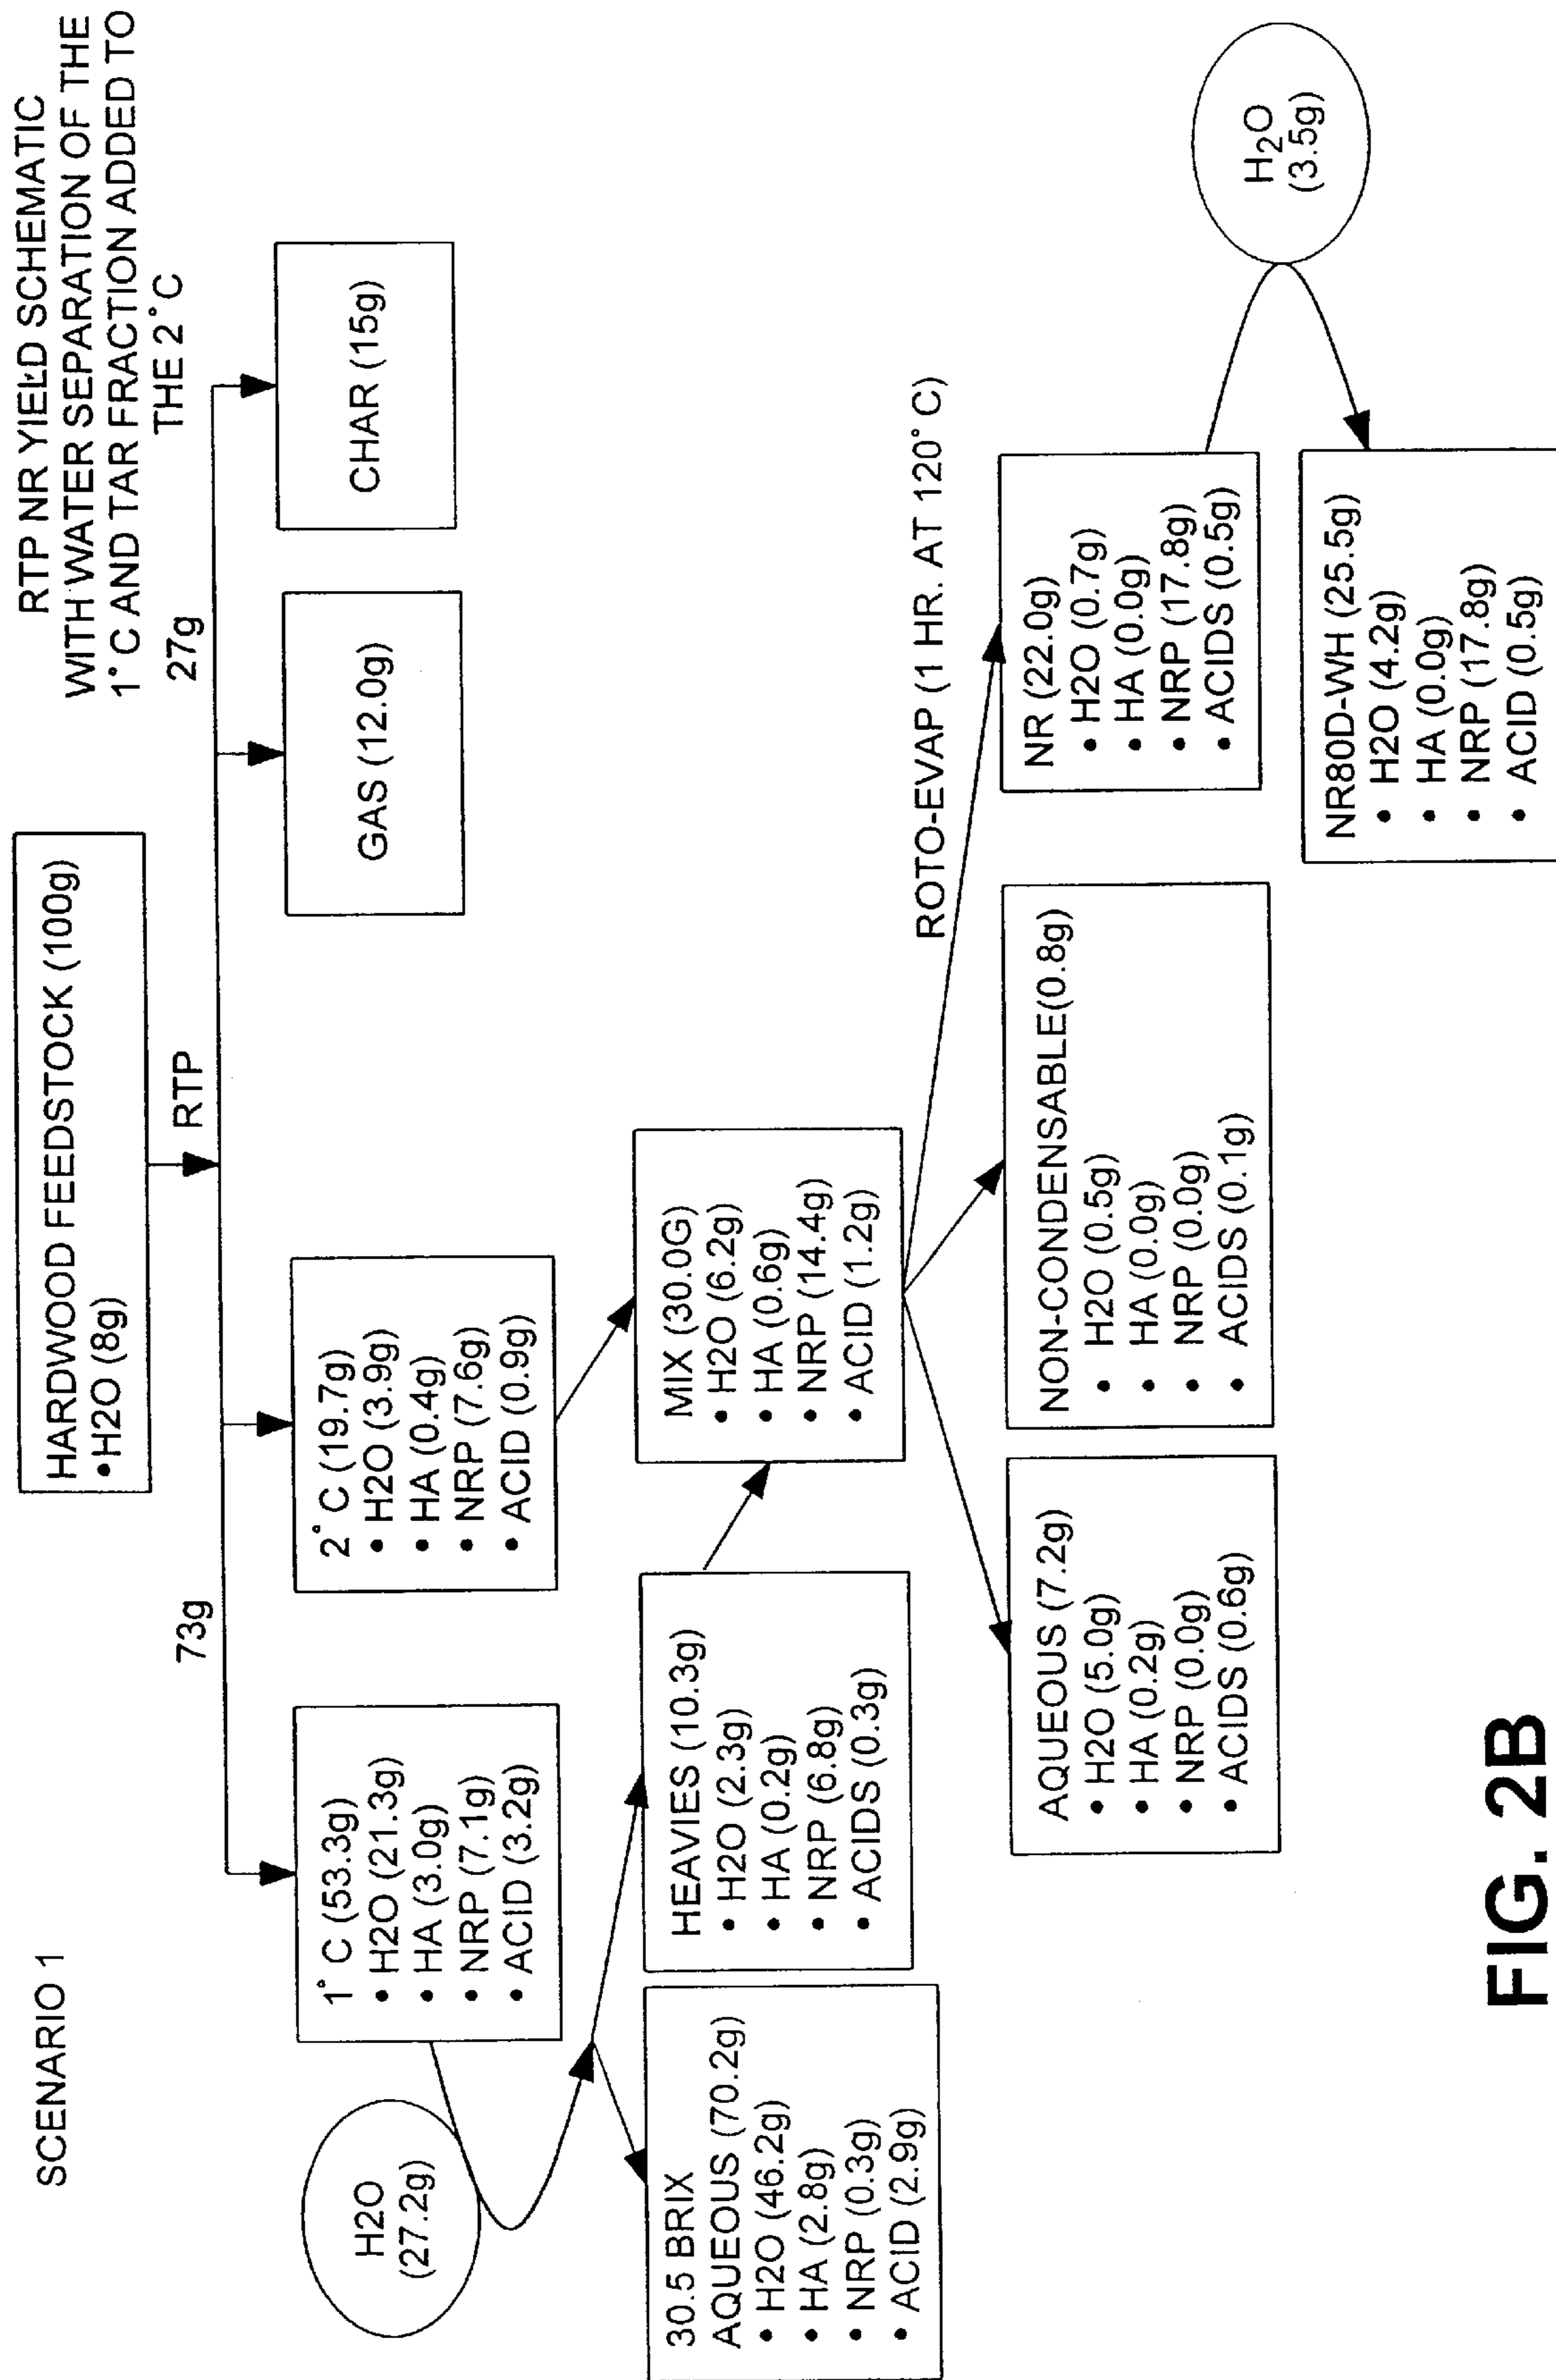 SCENARIO 1
RTP NR YIELD SCHEMATIC
WITH WATER SEPARATION OF THE
1°C AND TAR FRACTION ADDED TO
THE 2°C
HARDWOOD FEEDSTOCK (100g)
•H2O (8g)
RTP
73g
27g
H2O
(27.2g)
1°C (53.3g)
• H2O (21.3g)
• HA (3.0g)
• NRP (7.1g)
• ACID (3.2g)
2°C (19.7g)
• H2O (3.9g)
• HA (0.4g)
• NRP (7.6g)
• ACID (0.9g)
GAS (12.0g)
CHAR (15g)
30.5 BRIX
AQUEOUS (70.2g)
• H2O (46.2g)
• HA (2.8g)
• NRP (0.3g)
• ACID (2.9g)
HEAVIES (10.3g)
• H2O (2.3g)
• HA (0.2g)
• NRP (6.8g)
• ACIDS (0.3g)
MIX (30.0G)
• H2O (6.2g)
• HA (0.6g)
• NRP (14.4g)
• ACID (1.2g)
ROTO-EVAP (1 HR. AT 120°C)
AQUEOUS (7.2g)
• H2O (5.0g)
• HA (0.2g)
• NRP (0.0g)
• ACIDS (0.6g)
NON-CONDENSABLE(0.8g)
• H2O (0.5g)
• HA (0.0g)
• NRP (0.0g)
• ACIDS (0.1g)
NR (22.0g)
• H2O (0.7g)
• HA (0.0g)
• NRP (17.8g)
• ACIDS (0.5g)
H₂O
(3.5g)
NR80D-WH (25.5g)
• H2O (4.2g)
• HA (0.0g)
• NRP (17.8g)
• ACID (0.5g)
FIG. 2B